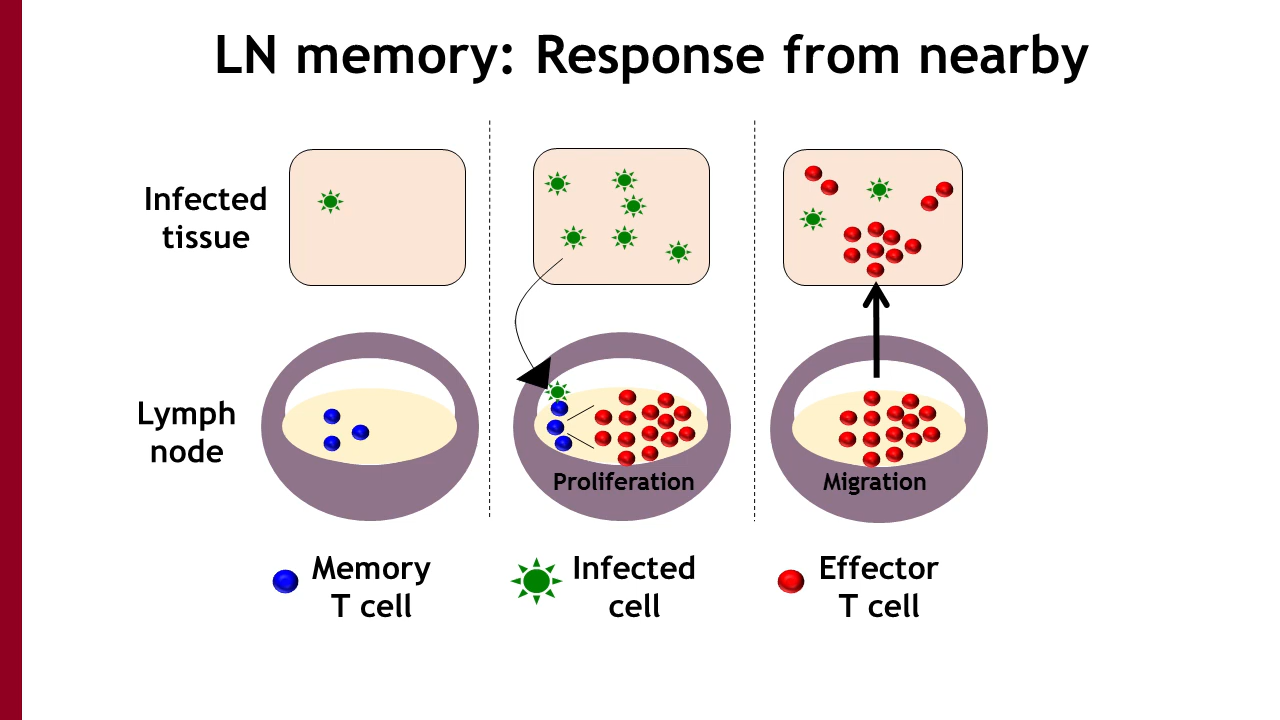 LN memory: Response from nearby
Infected
tissue
Lymph
node
Proliferation
Migration
Memory
T cell
Infected
cell
Effector
T cell